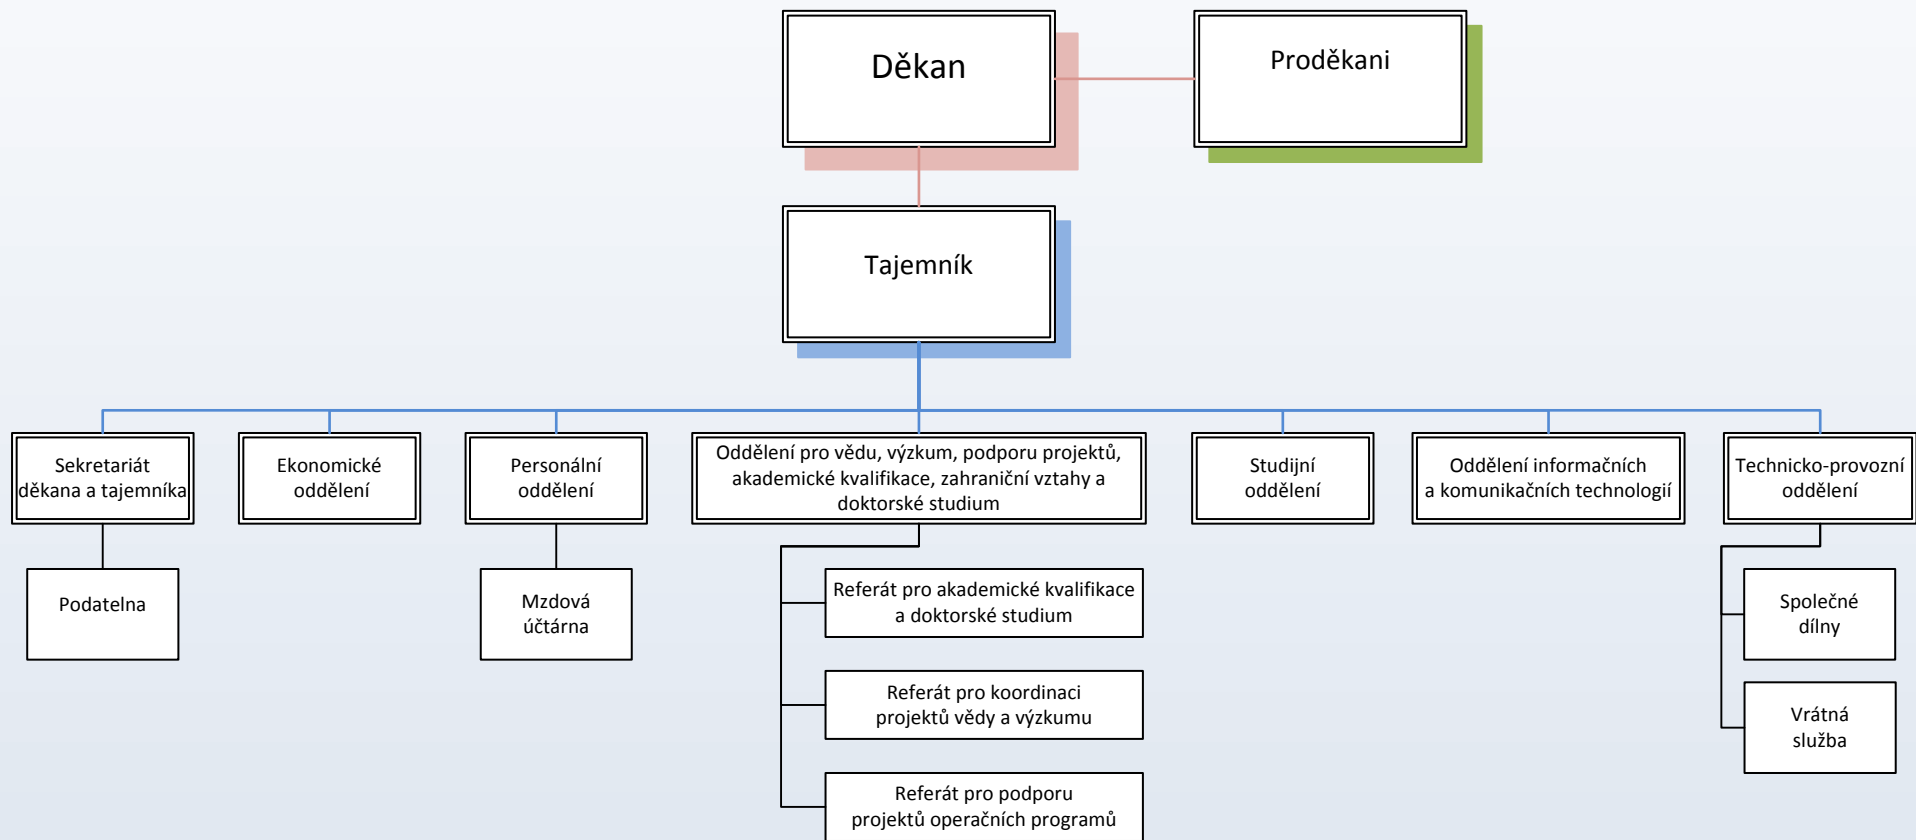 Děkan
Proděkani
Tajemník
Sekretariát
děkana a tajemníka
Ekonomické
oddělení
Personální
oddělení
Oddělení pro vědu, výzkum, podporu projektů,
akademické kvalifikace, zahraniční vztahy a
doktorské studium
Studijní
oddělení
Oddělení informačních
a komunikačních technologií
Technicko-provozní
oddělení
Podatelna
Mzdová
účtárna
Referát pro akademické kvalifikace
a doktorské studium
Referát pro koordinaci
projektů vědy a výzkumu
Referát pro podporu
projektů operačních programů
Společné
dílny
Vrátná
služba